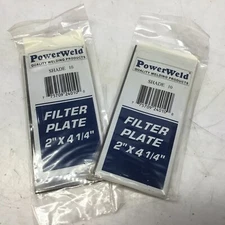 PowerWeld
QUALITY WELDING PRODUCTS
SHADE 10
FILTER
PLATE
2" X 4 1/4"
PowerWeld
QUALITY WELDING PRODUCTS
SHADE 10
FILTER
PLATE
2" X 4 1/4"